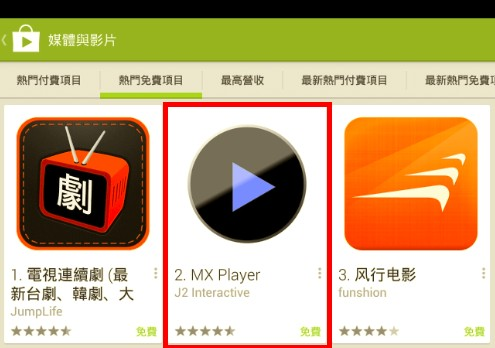 媒體與影片
熱門付費項目 熱門免費項目 最高營收 最新熱門付費項目 最新熱門免費項
劇
1. 電視連續劇 (最
新台劇、韓劇、大
JumpLife
免費
2. MX Player
J2 Interactive
免費
3. 风行电影
funshion
免費